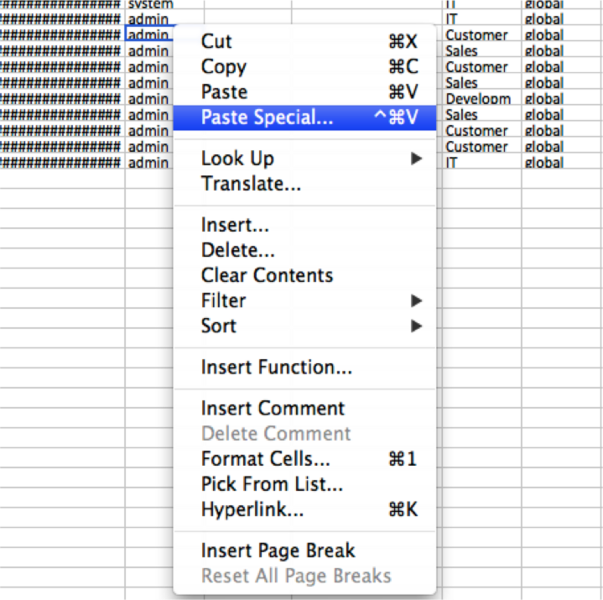 system IT global
################ admin IT global
################ admin Customer global
################ admin Sales global
################ admin Customer global
################ admin Sales global
################ admin Developm global
################ admin Sales global
################ admin Customer global
################ admin Customer global
################ admin IT global
Cut ⌘X
Copy ⌘C
Paste ⌘V
Paste Special... ^⌘V
Look Up ▶
Translate...
Insert...
Delete...
Clear Contents
Filter ▶
Sort ▶
Insert Function...
Insert Comment
Delete Comment
Format Cells... ⌘1
Pick From List...
Hyperlink... ⌘K
Insert Page Break
Reset All Page Breaks